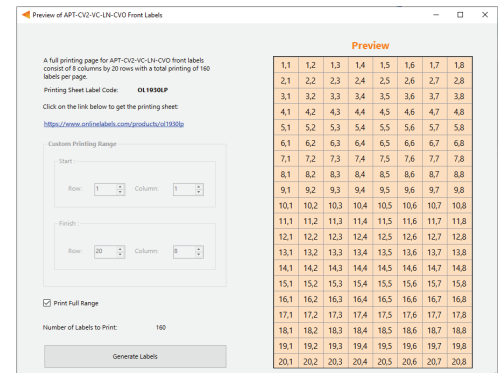 Preview of APT-CV2-VC-LN-CVO Front Labels
A full printing page for APT-CV2-VC-LN-CVO front labels
consist of 8 columns by 20 rows with a total printing of 160
labels per page.
Printing Sheet Label Code: OL1930LP
Click on the link below to get the printing sheet:
https://www.onlinelabels.com/products/ol1930lp
Custom Printing Range
Start :
Row: 1 Column: 1
Finish :
Row: 20 Column: 8
Print Full Range
Number of Labels to Print: 160
Generate Labels
Preview
1,1 1,2 1,3 1,4 1,5 1,6 1,7 1,8
2,1 2,2 2,3 2,4 2,5 2,6 2,7 2,8
3,1 3,2 3,3 3,4 3,5 3,6 3,7 3,8
4,1 4,2 4,3 4,4 4,5 4,6 4,7 4,8
5,1 5,2 5,3 5,4 5,5 5,6 5,7 5,8
6,1 6,2 6,3 6,4 6,5 6,6 6,7 6,8
7,1 7,2 7,3 7,4 7,5 7,6 7,7 7,8
8,1 8,2 8,3 8,4 8,5 8,6 8,7 8,8
9,1 9,2 9,3 9,4 9,5 9,6 9,7 9,8
10,1 10,2 10,3 10,4 10,5 10,6 10,7 10,8
11,1 11,2 11,3 11,4 11,5 11,6 11,7 11,8
12,1 12,2 12,3 12,4 12,5 12,6 12,7 12,8
13,1 13,2 13,3 13,4 13,5 13,6 13,7 13,8
14,1 14,2 14,3 14,4 14,5 14,6 14,7 14,8
15,1 15,2 15,3 15,4 15,5 15,6 15,7 15,8
16,1 16,2 16,3 16,4 16,5 16,6 16,7 16,8
17,1 17,2 17,3 17,4 17,5 17,6 17,7 17,8
18,1 18,2 18,3 18,4 18,5 18,6 18,7 18,8
19,1 19,2 19,3 19,4 19,5 19,6 19,7 19,8
20,1 20,2 20,3 20,4 20,5 20,6 20,7 20,8